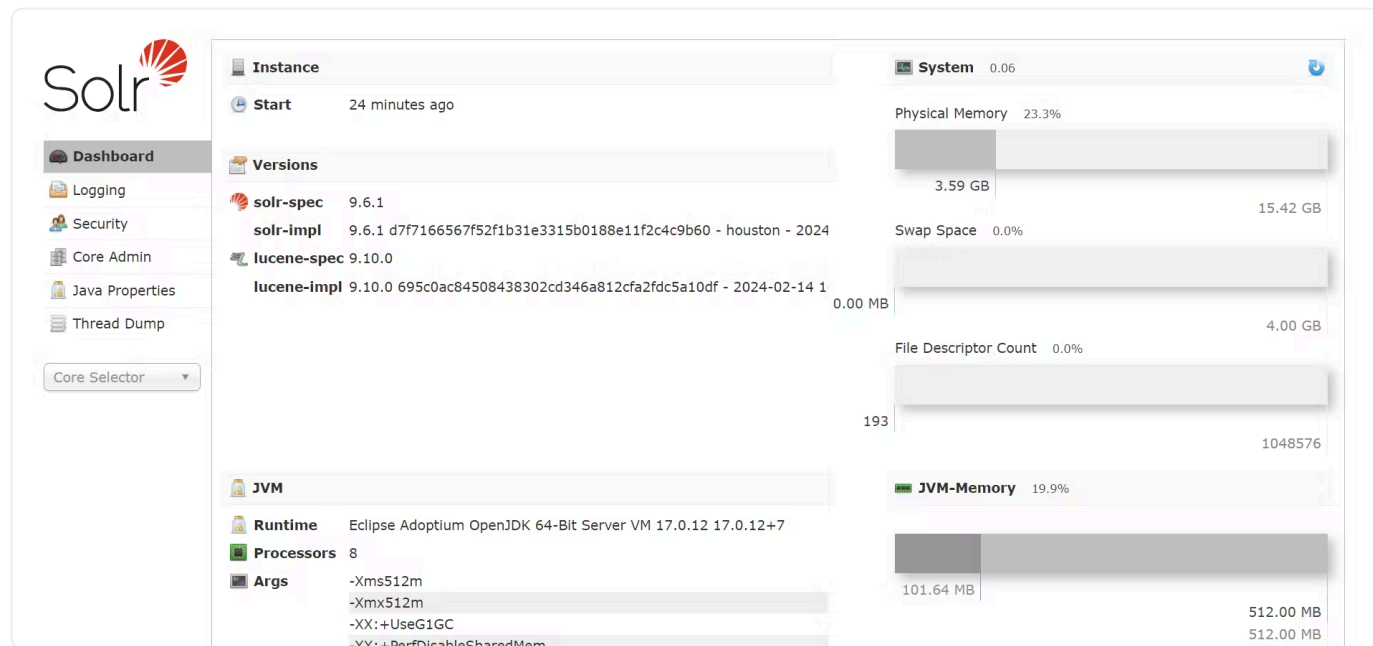 Solr
Dashboard
Logging
Security
Core Admin
Java Properties
Thread Dump
Core Selector
Instance
Start 24 minutes ago
Versions
solr-spec 9.6.1
solr-impl 9.6.1 d7f7166567f52f1b31e3315b0188e11f2c4c9b60 - houston - 2024
lucene-spec 9.10.0
lucene-impl 9.10.0 695c0ac84508438302cd346a812cfa2fdc5a10df - 2024-02-14 1
JVM
Runtime Eclipse Adoptium OpenJDK 64-Bit Server VM 17.0.12 17.0.12+7
Processors 8
Args -Xms512m
-Xmx512m
-XX:+UseG1GC
-XX:+PerfDisableSharedMem
System 0.06
Physical Memory 23.3%
3.59 GB
15.42 GB
Swap Space 0.0%
0.00 MB
4.00 GB
File Descriptor Count 0.0%
193
1048576
JVM-Memory 19.9%
101.64 MB
512.00 MB
512.00 MB